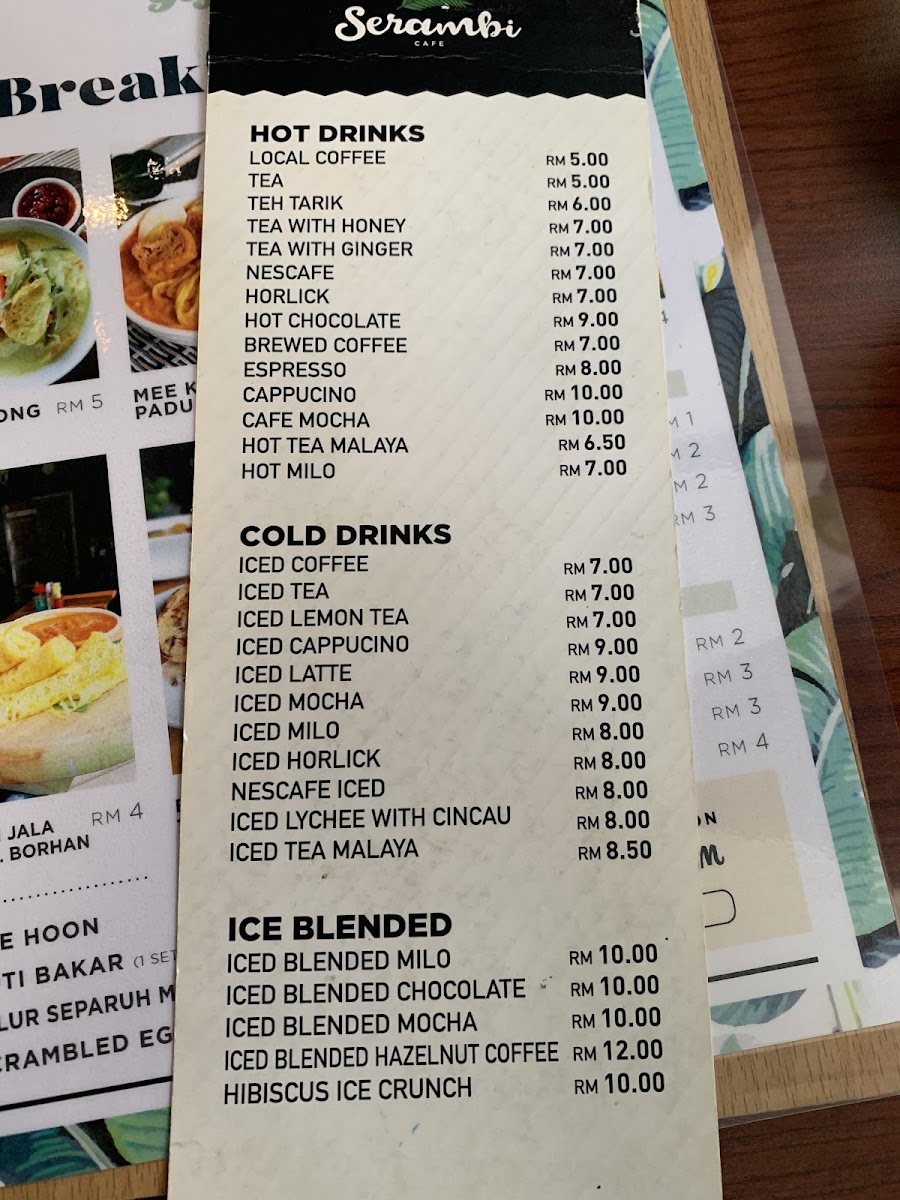 Serambi
CAFE
HOT DRINKS
LOCAL COFFEE RM 5.00
TEA RM 5.00
TEH TARIK RM 6.00
TEA WITH HONEY RM 7.00
TEA WITH GINGER RM 7.00
NESCAFE RM 7.00
HORLICK RM 7.00
HOT CHOCOLATE RM 9.00
BREWED COFFEE RM 7.00
ESPRESSO RM 8.00
CAPPUCINO RM 10.00
CAFE MOCHA RM 10.00
HOT TEA MALAYA RM 6.50
HOT MILO RM 7.00
COLD DRINKS
ICED COFFEE RM 7.00
ICED TEA RM 7.00
ICED LEMON TEA RM 7.00
ICED CAPPUCINO RM 9.00
ICED LATTE RM 9.00
ICED MOCHA RM 9.00
ICED MILO RM 8.00
ICED HORLICK RM 8.00
NESCAFE ICED RM 8.00
ICED LYCHEE WITH CINCAU RM 8.00
ICED TEA MALAYA RM 8.50
ICE BLENDED
ICED BLENDED MILO RM 10.00
ICED BLENDED CHOCOLATE RM 10.00
ICED BLENDED MOCHA RM 10.00
ICED BLENDED HAZELNUT COFFEE RM 12.00
HIBISCUS ICE CRUNCH RM 10.00
Break
ONG RM 5
MEE K
PADU
JALA RM 4
. BORHAN
E HOON
TI BAKAR (1 SET
LUR SEPARUH M
CRAMBLED EG
M 1
M 2
M 2
RM 3
RM 2
RM 3
RM 3
RM 4
ON